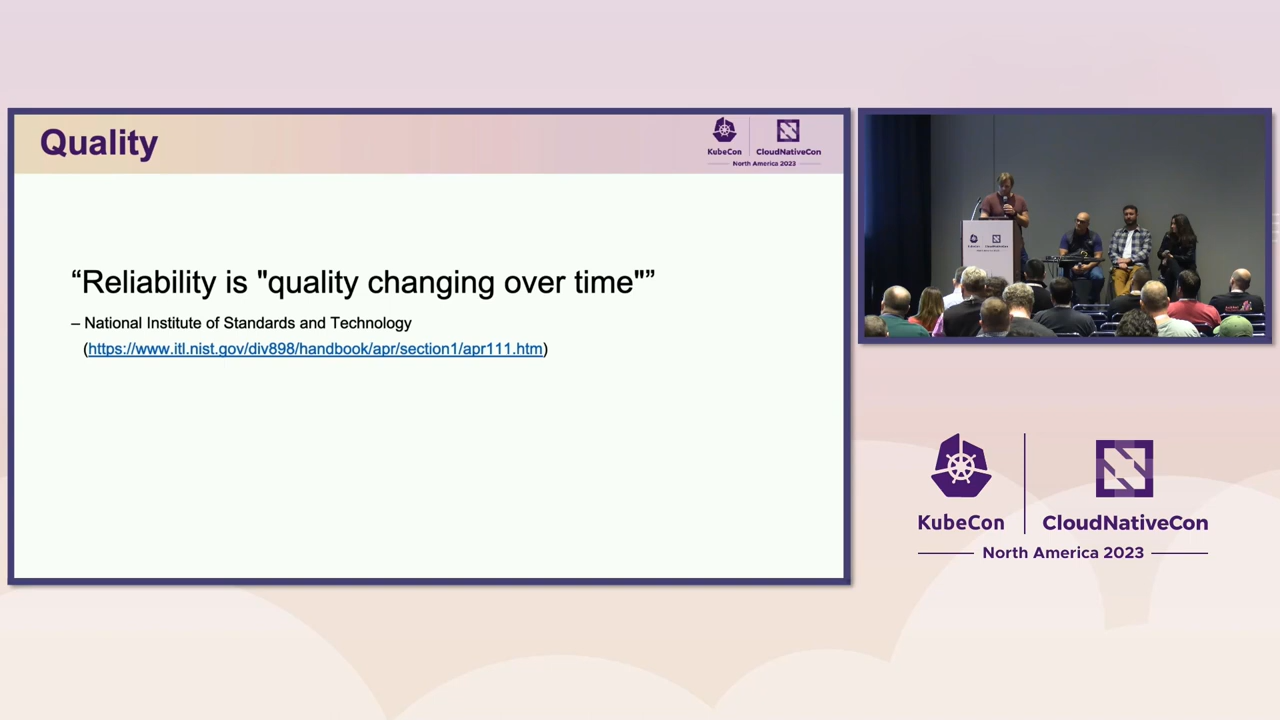 Quality
KubeCon
CloudNativeCon
North America 2023
“Reliability is "quality changing over time"”
– National Institute of Standards and Technology
(https://www.itl.nist.gov/div898/handbook/apr/section1/apr111.htm)
KubeCon
CloudNativeCon
North America 2023